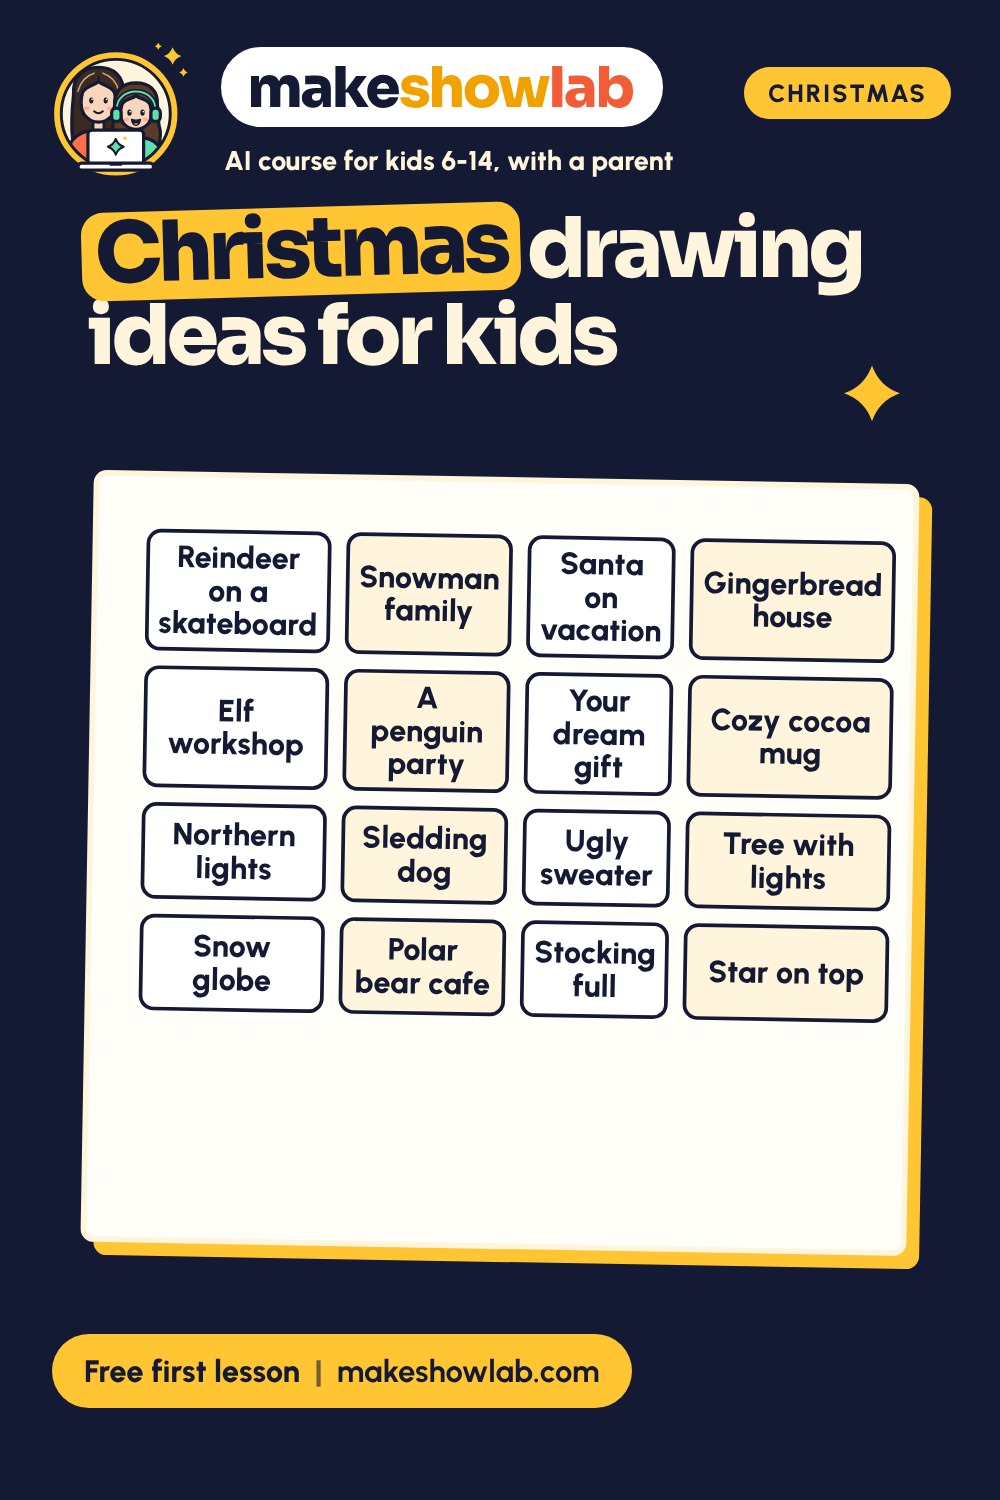 makeshowlab
CHRISTMAS
AI course for kids 6-14, with a parent
Christmas drawing
ideas for kids
Reindeer
on a
skateboard
Snowman
family
Santa
on
vacation
Gingerbread
house
Elf
workshop
A
penguin
party
Your
dream
gift
Cozy cocoa
mug
Northern
lights
Sledding
dog
Ugly
sweater
Tree with
lights
Snow
globe
Polar
bear cafe
Stocking
full
Star on top
Free first lesson | makeshowlab.com